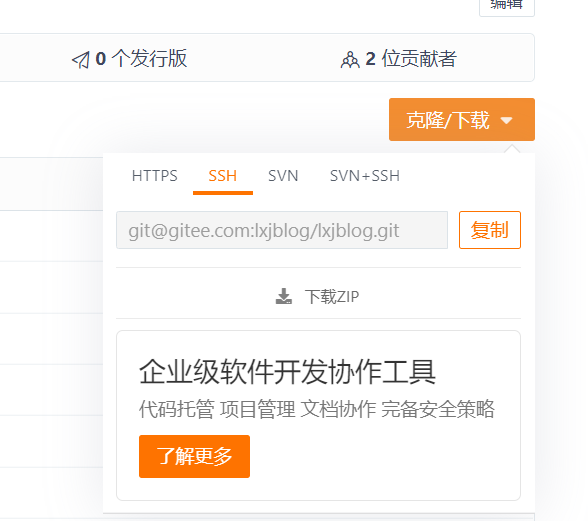 编辑
0 个发行版
2 位贡献者
克隆/下载
HTTPS SSH SVN SVN+SSH
git@gitee.com:lxjblog/lxjblog.git 复制
下载ZIP
企业级软件开发协作工具
代码托管 项目管理 文档协作 完备安全策略
了解更多